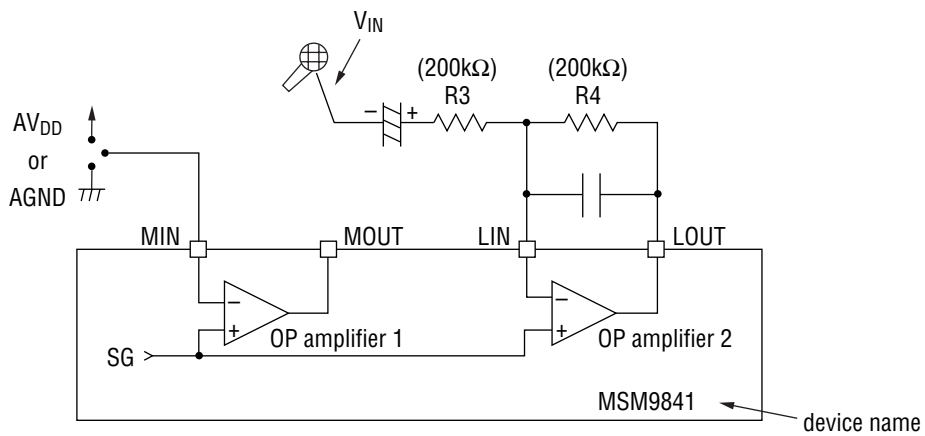 V_IN
(200kΩ) (200kΩ)
R3 R4
− +
AV_DD
or
AGND
MIN MOUT LIN LOUT
− −
+ +
OP amplifier 1 OP amplifier 2
SG
MSM9841
device name